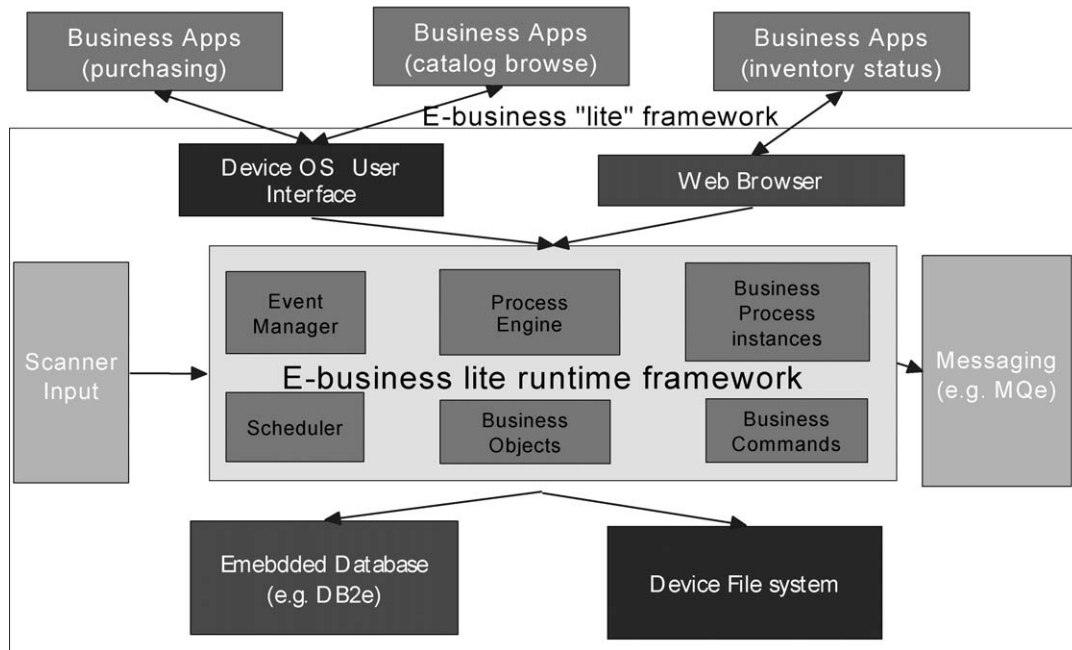 Business Apps
(purchasing)
Business Apps
(catalog browse)
Business Apps
(inventory status)
E-business "lite" framework
Device OS User
Interface
Web Browser
Scanner
Input
Event
Manager
Process
Engine
Business
Process
instances
E-business lite runtime framework
Scheduler
Business
Objects
Business
Commands
Messaging
(e.g. MQe)
Emebdded Database
(e.g. DB2e)
Device File system